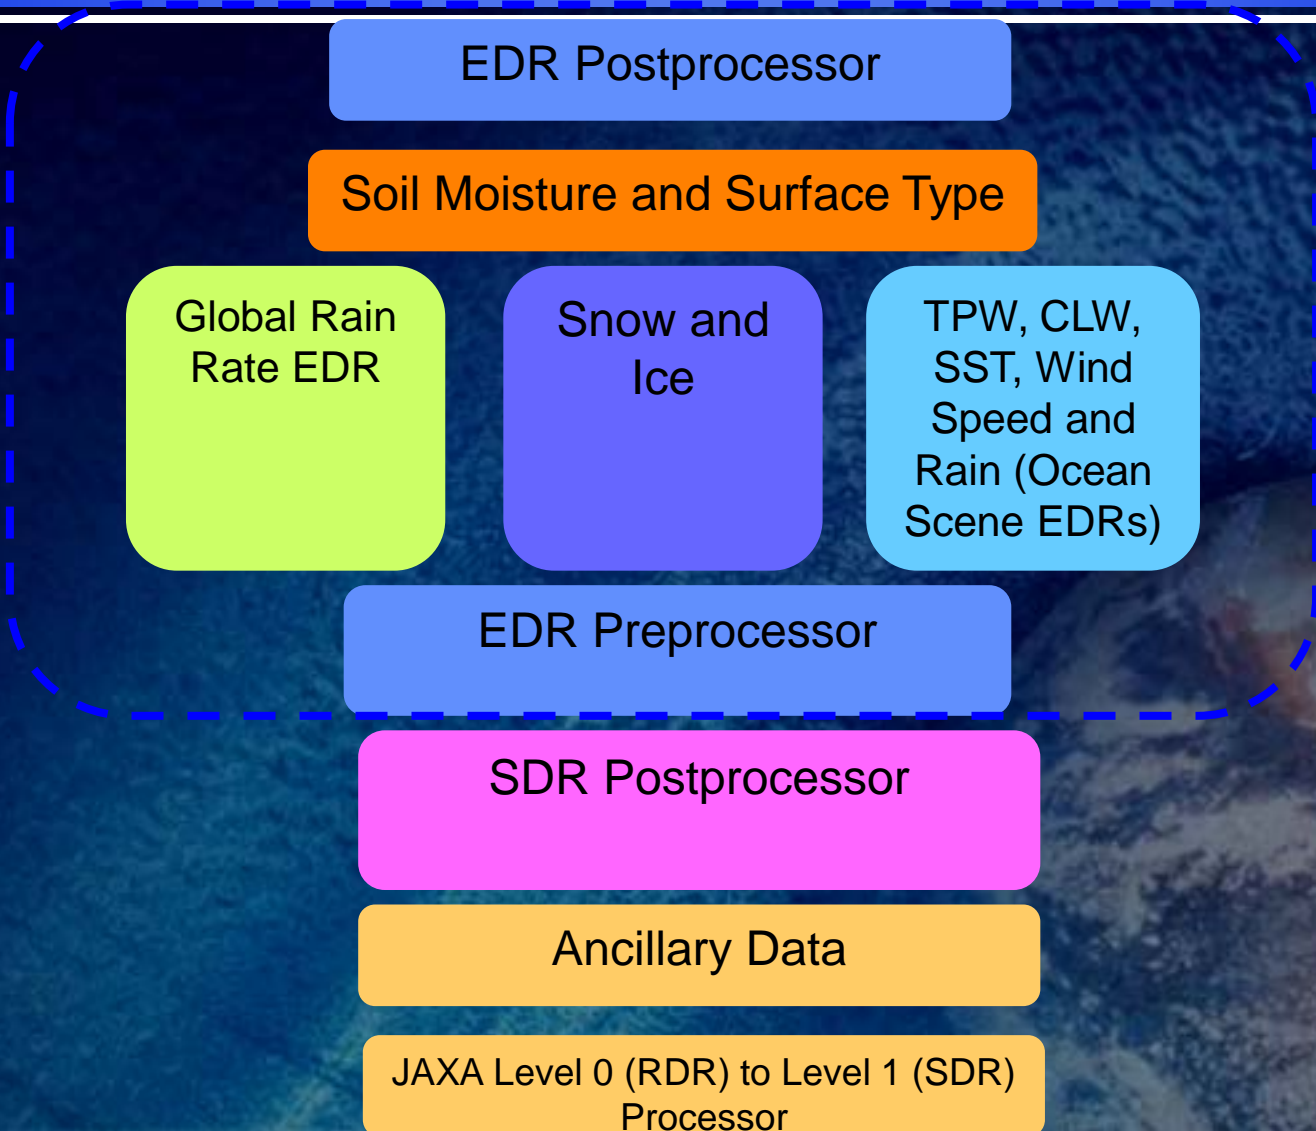 EDR Postprocessor
Soil Moisture and Surface Type
Global Rain
Rate EDR
Snow and
Ice
TPW, CLW,
SST, Wind
Speed and
Rain (Ocean
Scene EDRs)
EDR Preprocessor
SDR Postprocessor
Ancillary Data
JAXA Level 0 (RDR) to Level 1 (SDR)
Processor